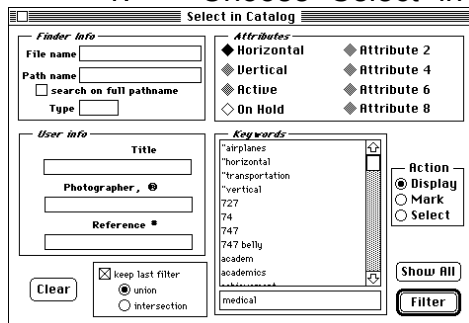 Select in Catalog
Finder Info
File name
Path name
search on full pathname
Type
Attributes
Horizontal
Attribute 2
Vertical
Attribute 4
Active
Attribute 6
On Hold
Attribute 8
User info
Title
Photographer, ®
Reference #
Keywords
"airplanes
"horizontal
"transportation
"vertical
727
74
747
747 belly
academ
academics
medical
Action
Display
Mark
Select
Clear
keep last filter
union
intersection
Show All
Filter